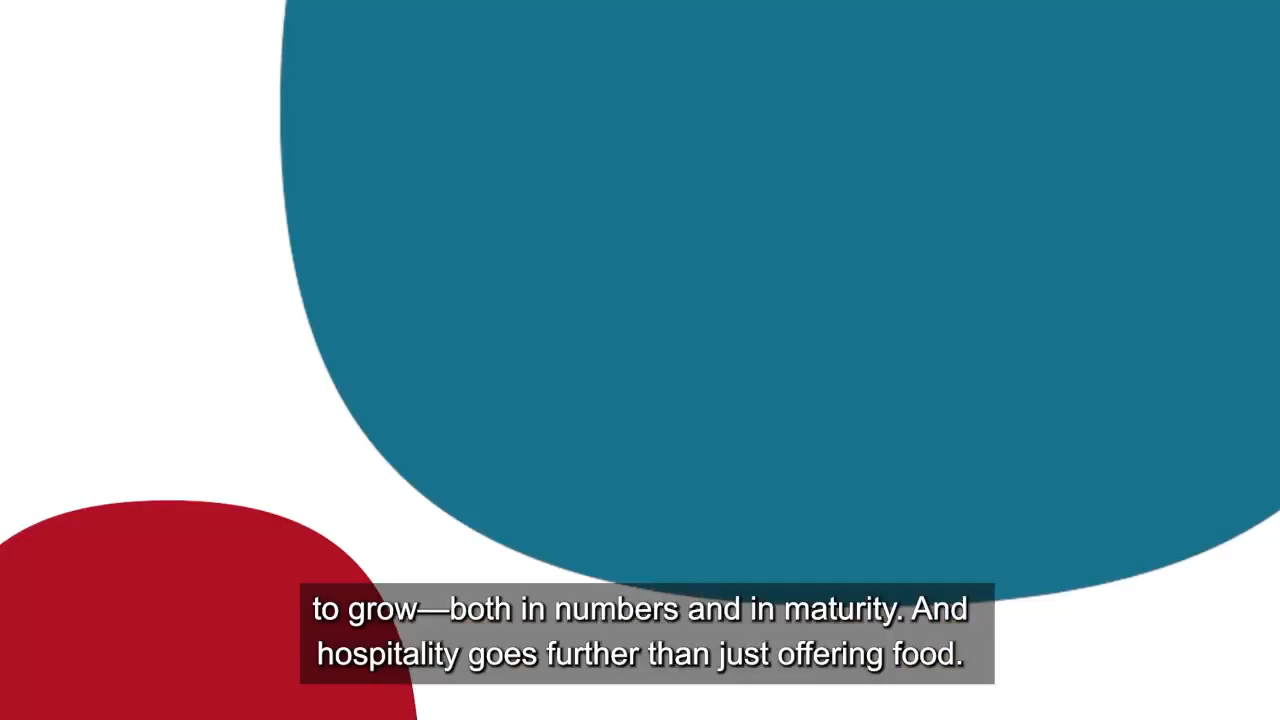 to grow—both in numbers and in maturity. And
hospitality goes further than just offering food.